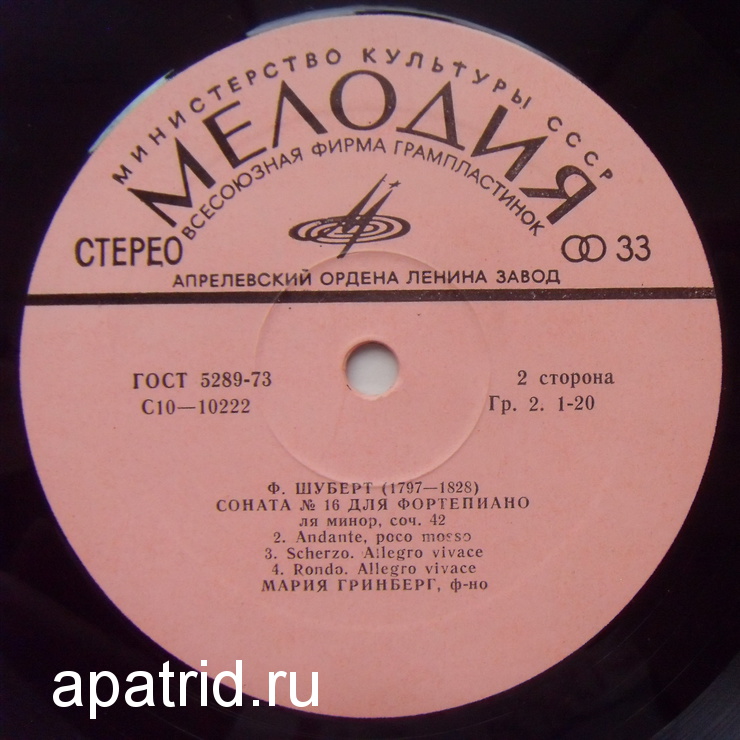 МИНИСТЕРСТВО КУЛЬТУРЫ СССР
МЕЛОДИЯ
ВСЕСОЮЗНАЯ ФИРМА ГРАМПЛАСТИНОК
СТЕРЕО 33
АПРЕЛЕВСКИЙ ОРДЕНА ЛЕНИНА ЗАВОД
ГОСТ 5289-73 2 сторона
С10—10222 Гр. 2. 1-20
Ф. ШУБЕРТ (1797—1828)
СОНАТА № 16 ДЛЯ ФОРТЕПИАНО
ля минор, соч. 42
2. Andante, poco mosso
3. Scherzo. Allegro vivace
4. Rondo. Allegro vivace
МАРИЯ ГРИНБЕРГ, ф-но
apatrid.ru